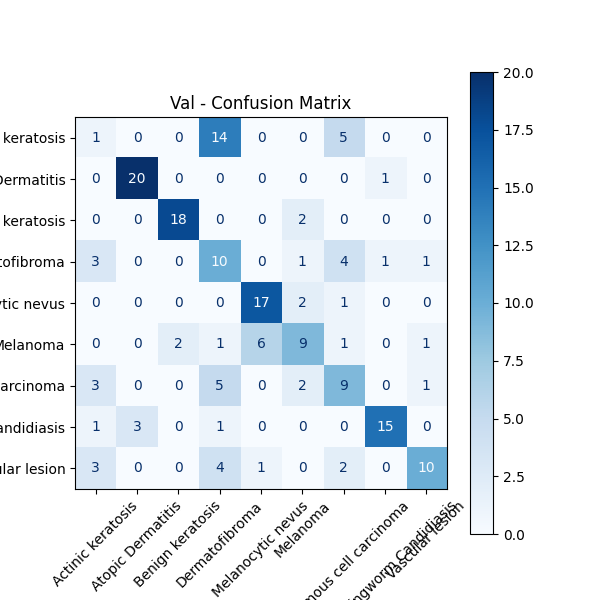 Val - Confusion Matrix
keratosis 1 0 0 14 0 0 5 0 0
Dermatitis 0 20 0 0 0 0 0 1 0
keratosis 0 0 18 0 0 2 0 0 0
tofibroma 3 0 0 10 0 1 4 1 1
ytic nevus 0 0 0 0 17 2 1 0 0
Melanoma 0 0 2 1 6 9 1 0 1
arcinoma 3 0 0 5 0 2 9 0 1
andidiasis 1 3 0 1 0 0 0 15 0
ular lesion 3 0 0 4 1 0 2 0 10
Actinic keratosis
Atopic Dermatitis
Benign keratosis
Dermatofibroma
Melanocytic nevus
Melanoma
mous cell carcinoma
ngworm Candidiasis
Vascular lesion
20.0
17.5
15.0
12.5
10.0
7.5
5.0
2.5
0.0